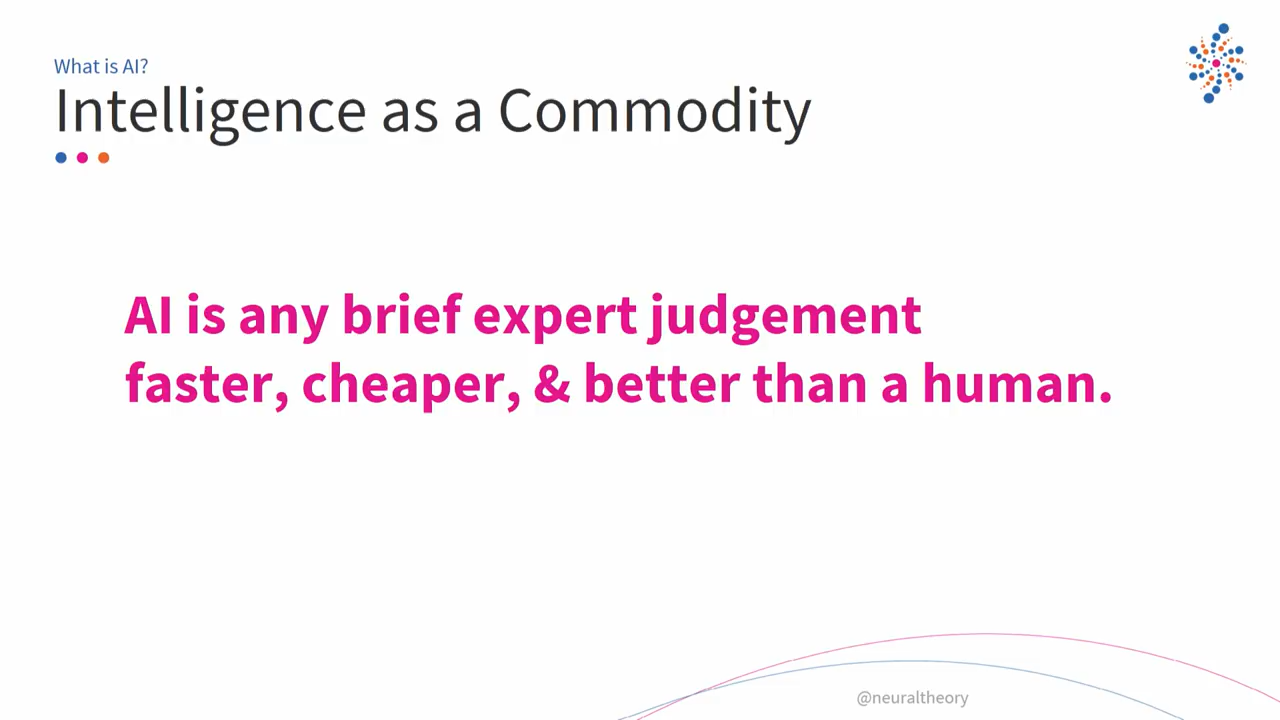 What is AI?
Intelligence as a Commodity
AI is any brief expert judgement
faster, cheaper, & better than a human.
@neuraltheory